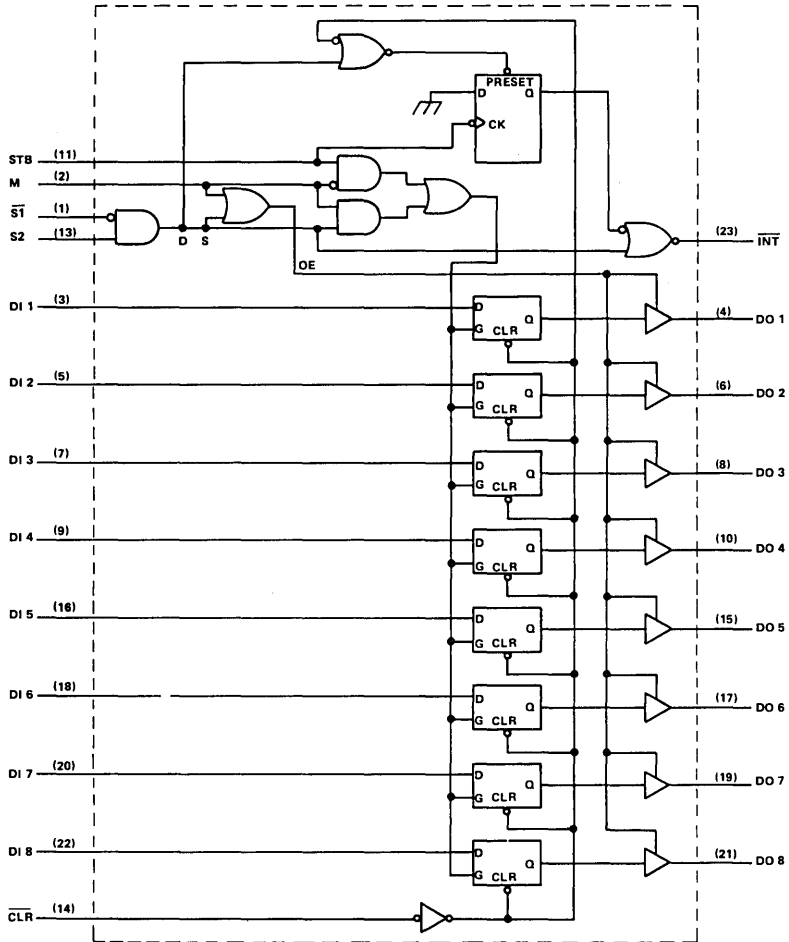 PRESET
D Q
CK
STB (11)
M (2)
S1 (1)
S2 (13)
D S
OE
(23) INT
DI 1 (3) D Q (4) DO 1
G CLR
DI 2 (5) D Q (6) DO 2
G CLR
DI 3 (7) D Q (8) DO 3
G CLR
DI 4 (9) D Q (10) DO 4
G CLR
DI 5 (16) D Q (15) DO 5
G CLR
DI 6 (18) D Q (17) DO 6
G CLR
DI 7 (20) D Q (19) DO 7
G CLR
DI 8 (22) D Q (21) DO 8
G CLR
CLR (14)